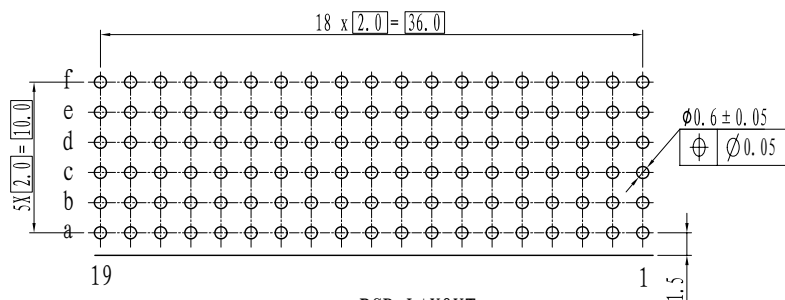 18 x 2.0 = 36.0
f
e
d
c
b
a
5X 2.0 = 10.0
ϕ0.6±0.05
⌖ ∅0.05
19
1
1.5